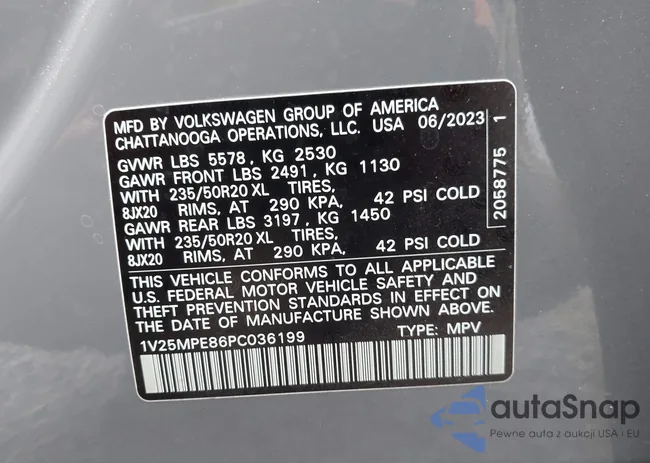 MFD BY VOLKSWAGEN GROUP OF AMERICA
CHATTANOOGA OPERATIONS, LLC. USA 06/2023
GVWR LBS 5578, KG 2530
GAWR FRONT LBS 2491, KG 1130
WITH 235/50R20 XL TIRES,
8JX20 RIMS, AT 290 KPA, 42 PSI COLD
GAWR REAR LBS 3197, KG 1450
WITH 235/50R20 XL TIRES,
8JX20 RIMS, AT 290 KPA, 42 PSI COLD
THIS VEHICLE CONFORMS TO ALL APPLICABLE
U.S. FEDERAL MOTOR VEHICLE SAFETY AND
THEFT PREVENTION STANDARDS IN EFFECT ON
THE DATE OF MANUFACTURE SHOWN ABOVE.
1V25MPE86PC036199 TYPE: MPV
2058775 1
autaSnap
Pewne auta z aukcji USA i EU